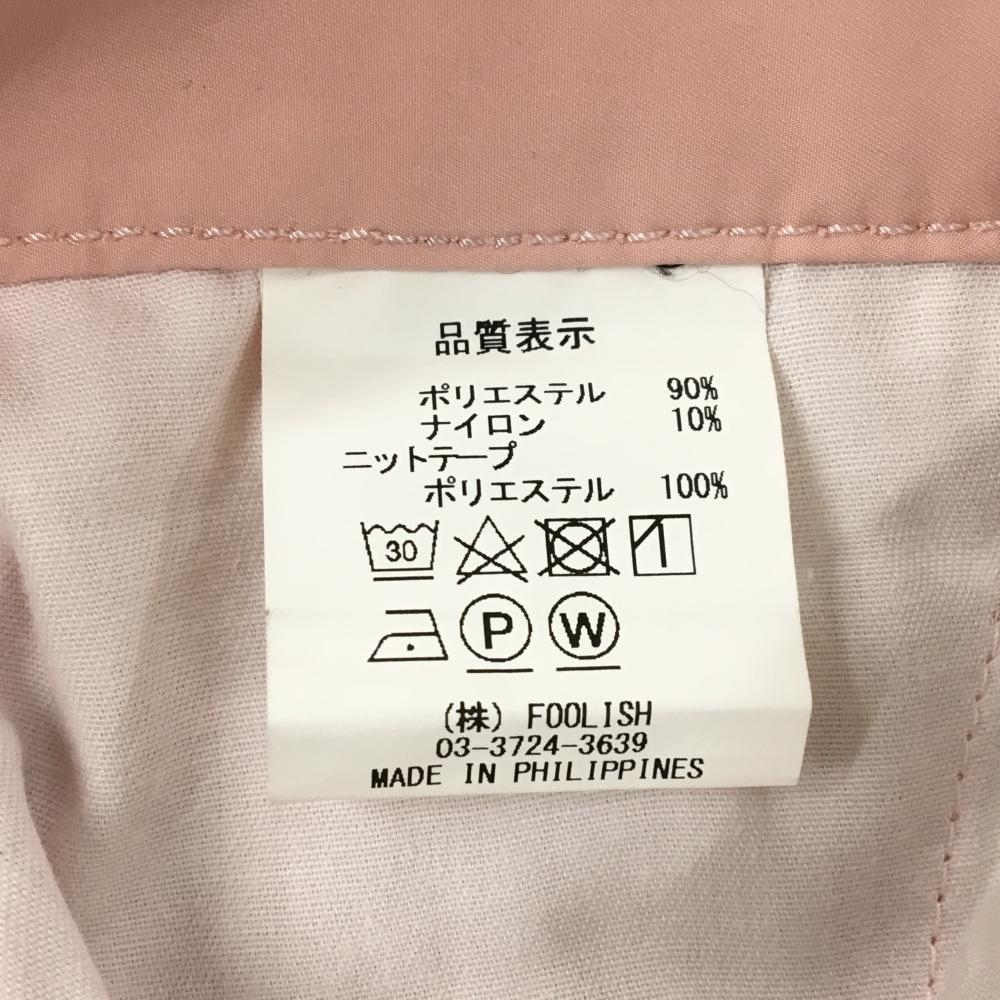 品質表示
ポリエステル 90%
ナイロン 10%
ニットテープ
ポリエステル 100%
30
P W
(株) FOOLISH
03-3724-3639
MADE IN PHILIPPINES